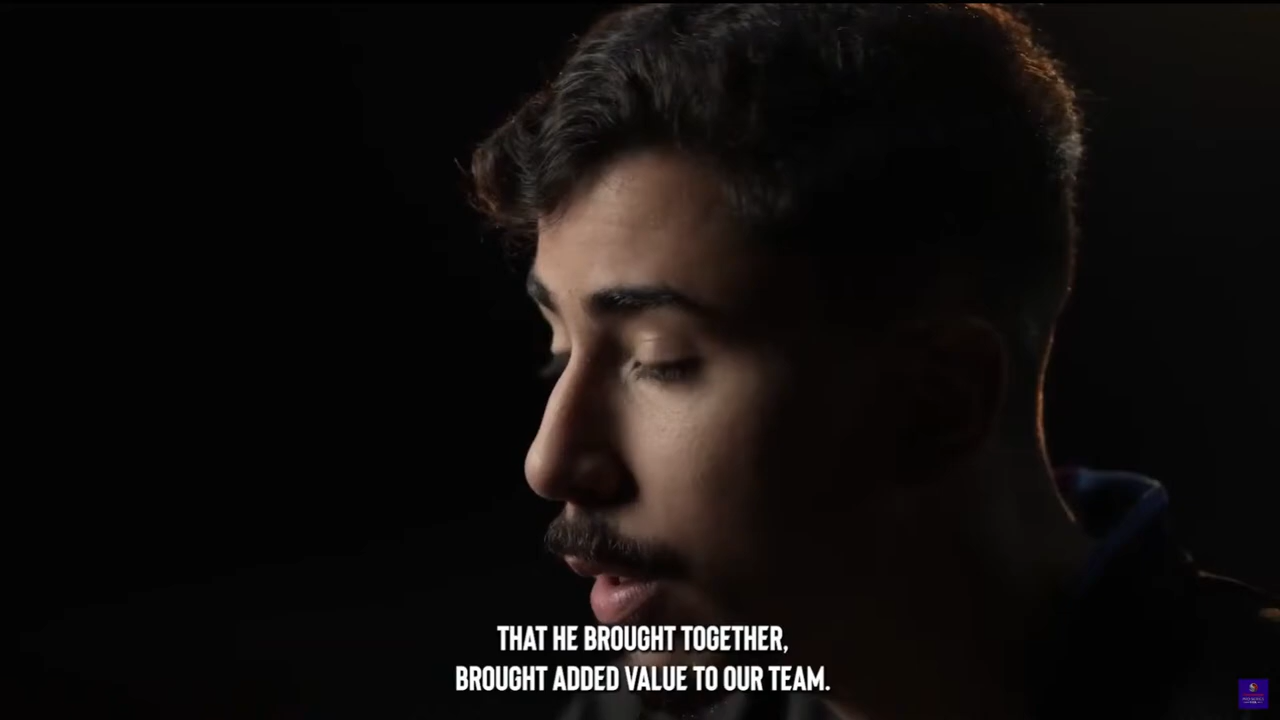 THAT HE BROUGHT TOGETHER,
BROUGHT ADDED VALUE TO OUR TEAM.